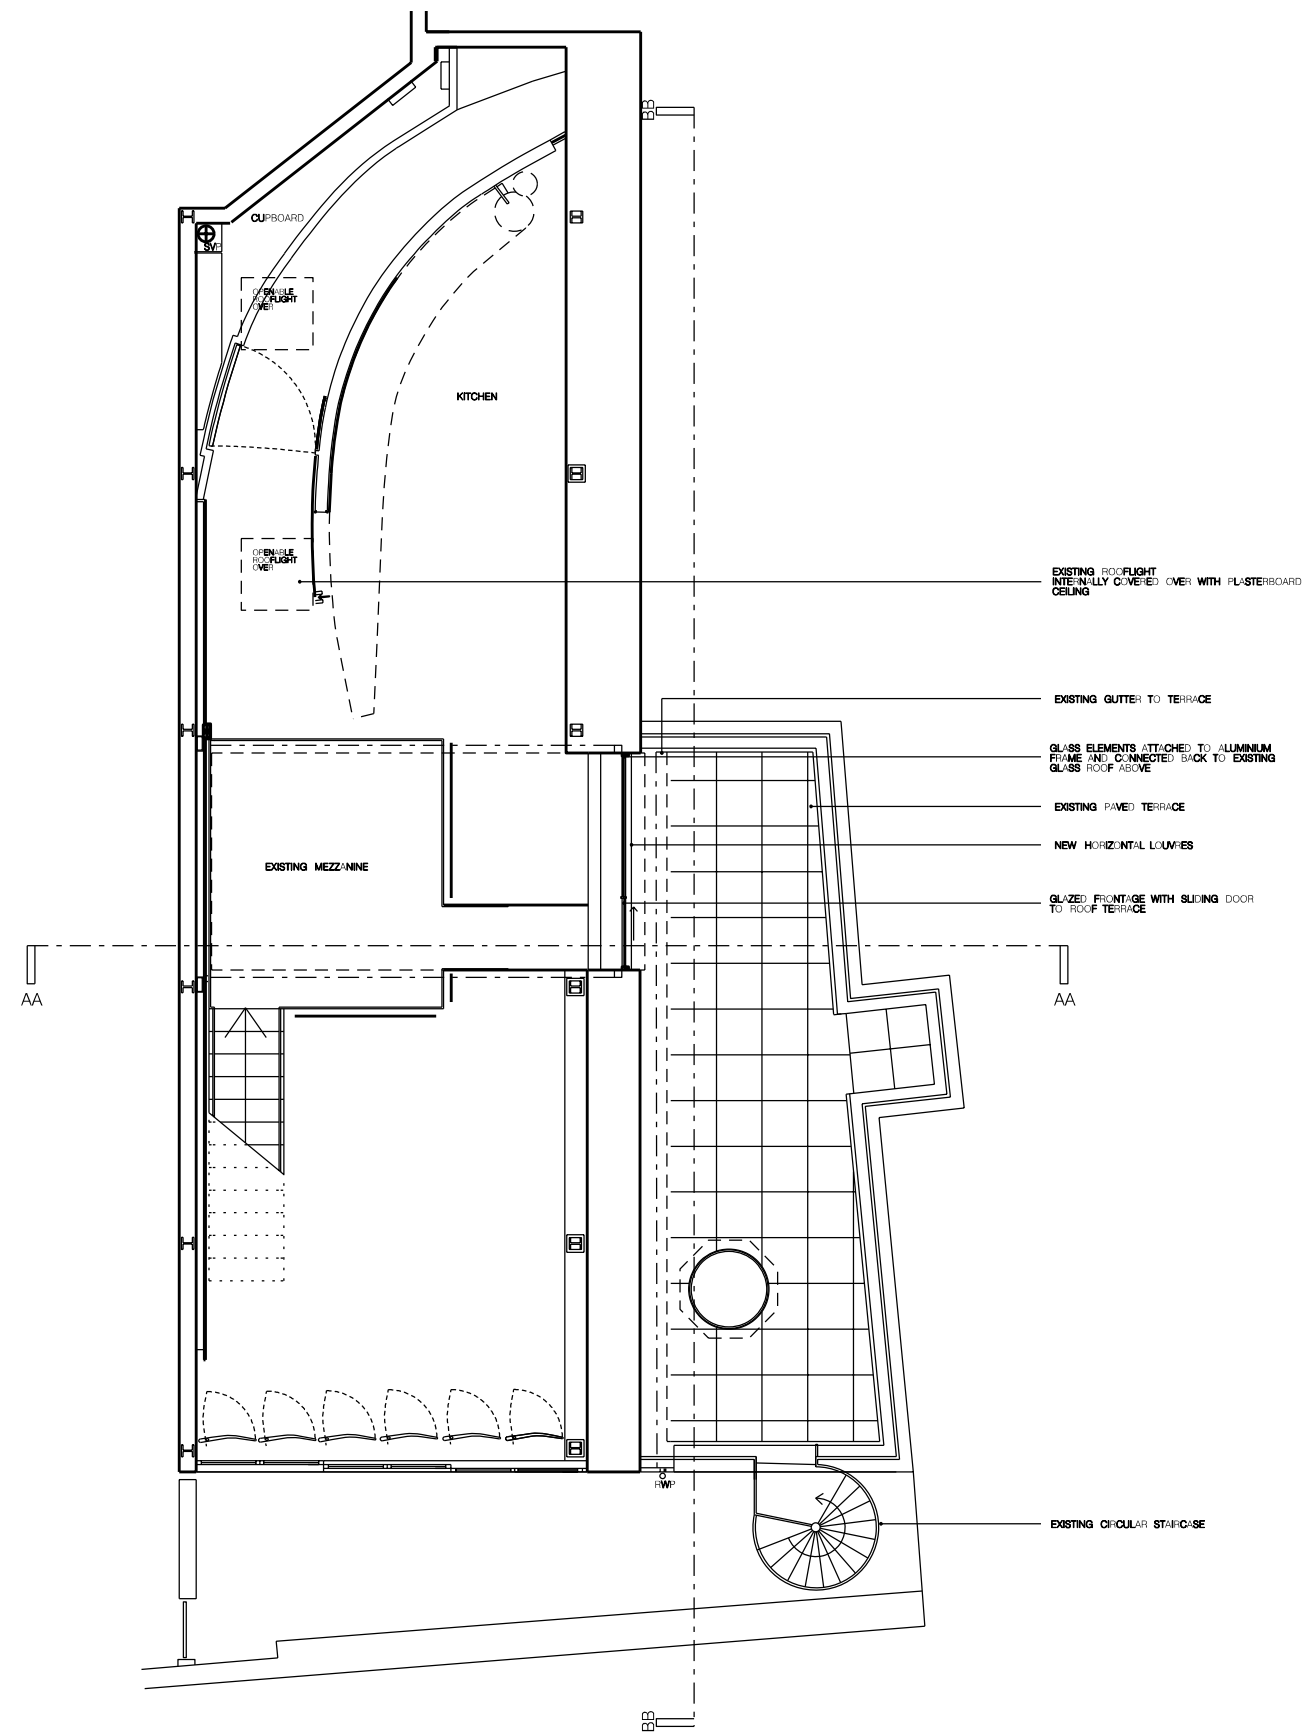 BB
CUPBOARD
SVP
OPENABLE
ROOFLIGHT
OVER
KITCHEN
OPENABLE
ROOFLIGHT
OVER
EXISTING ROOFLIGHT
INTERNALLY COVERED OVER WITH PLASTERBOARD
CEILING
EXISTING GUTTER TO TERRACE
GLASS ELEMENTS ATTACHED TO ALUMINIUM
FRAME AND CONNECTED BACK TO EXISTING
GLASS ROOF ABOVE
EXISTING PAVED TERRACE
NEW HORIZONTAL LOUVRES
EXISTING MEZZANINE
GLAZED FRONTAGE WITH SLIDING DOOR
TO ROOF TERRACE
AA
AA
RWP
EXISTING CIRCULAR STAIRCASE
BB